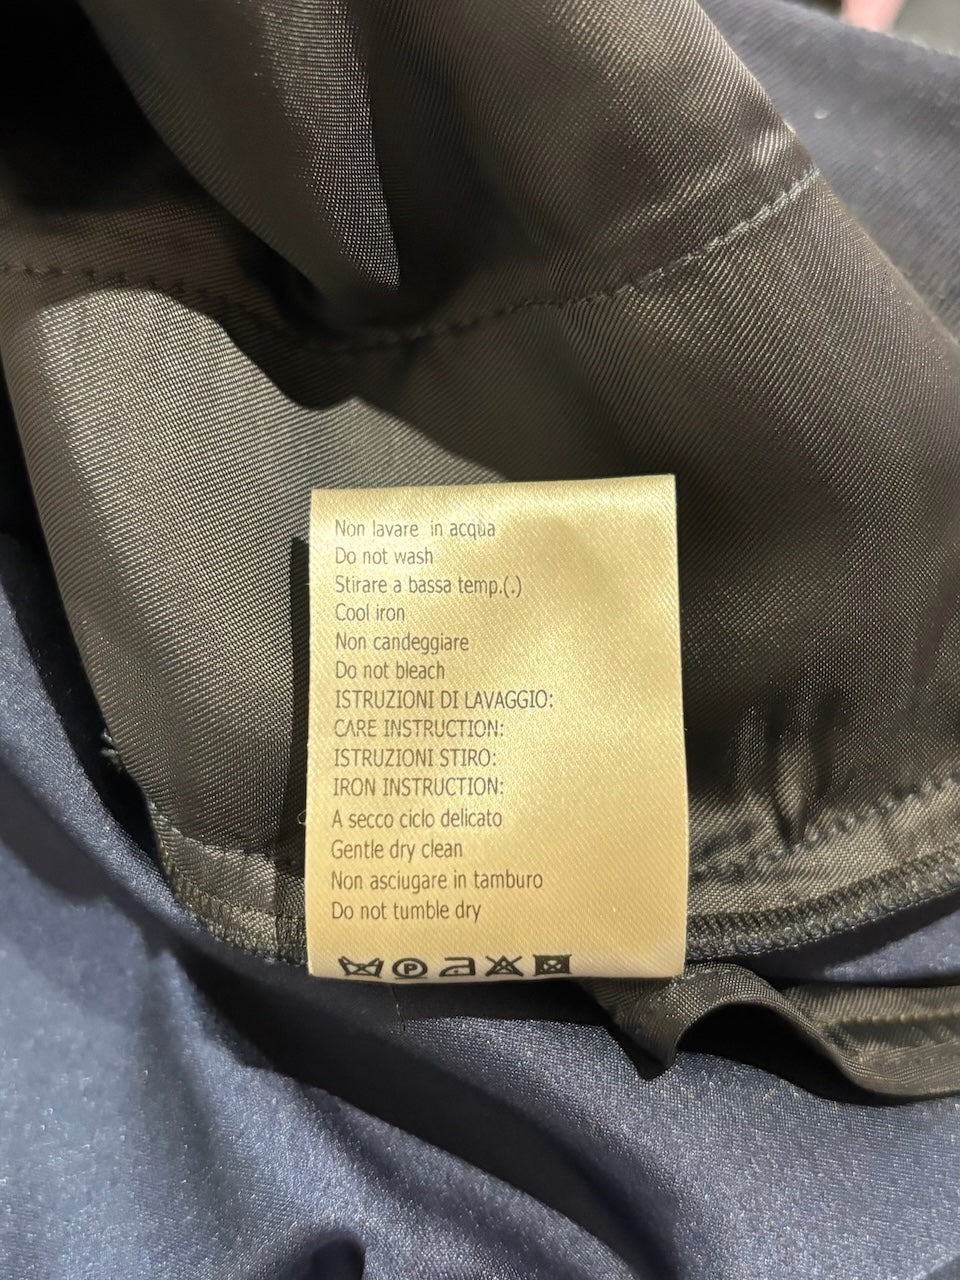 Non lavare in acqua
Do not wash
Stirare a bassa temp.(.)
Cool iron
Non candeggiare
Do not bleach
ISTRUZIONI DI LAVAGGIO:
CARE INSTRUCTION:
ISTRUZIONI STIRO:
IRON INSTRUCTION:
A secco ciclo delicato
Gentle dry clean
Non asciugare in tamburo
Do not tumble dry
P